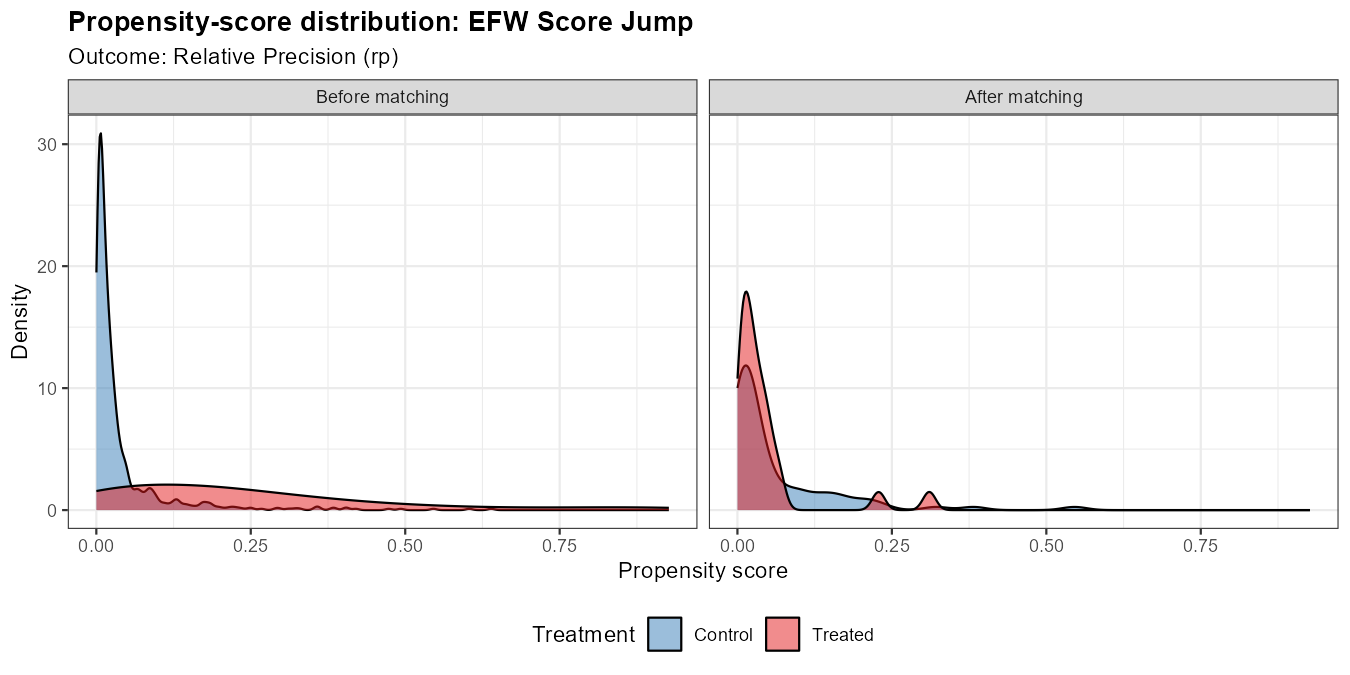 Propensity-score distribution: EFW Score Jump
Outcome: Relative Precision (rp)
Before matching
After matching
30
20
10
0
Density
0.00 0.25 0.50 0.75
0.00 0.25 0.50 0.75
Propensity score
Treatment Control Treated